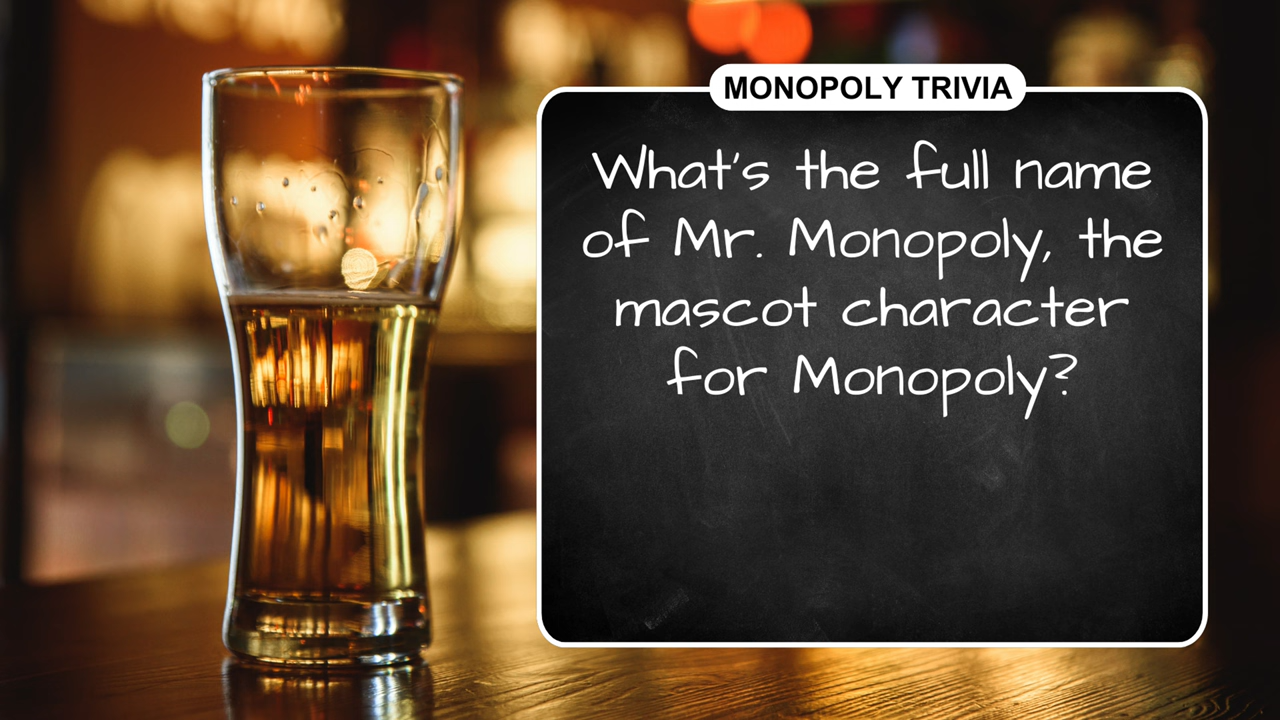 MONOPOLY TRIVIA
What's the full name
of Mr. Monopoly, the
mascot character
for Monopoly?